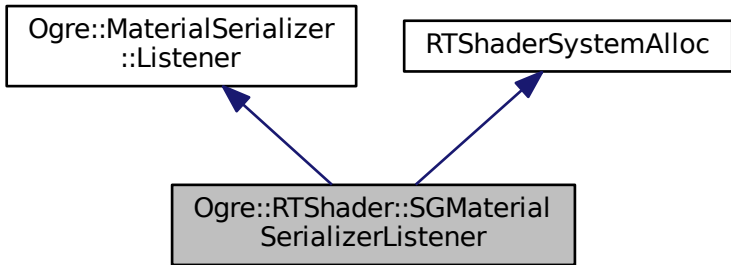 Ogre::MaterialSerializer
::Listener
RTShaderSystemAlloc
Ogre::RTShader::SGMaterial
SerializerListener